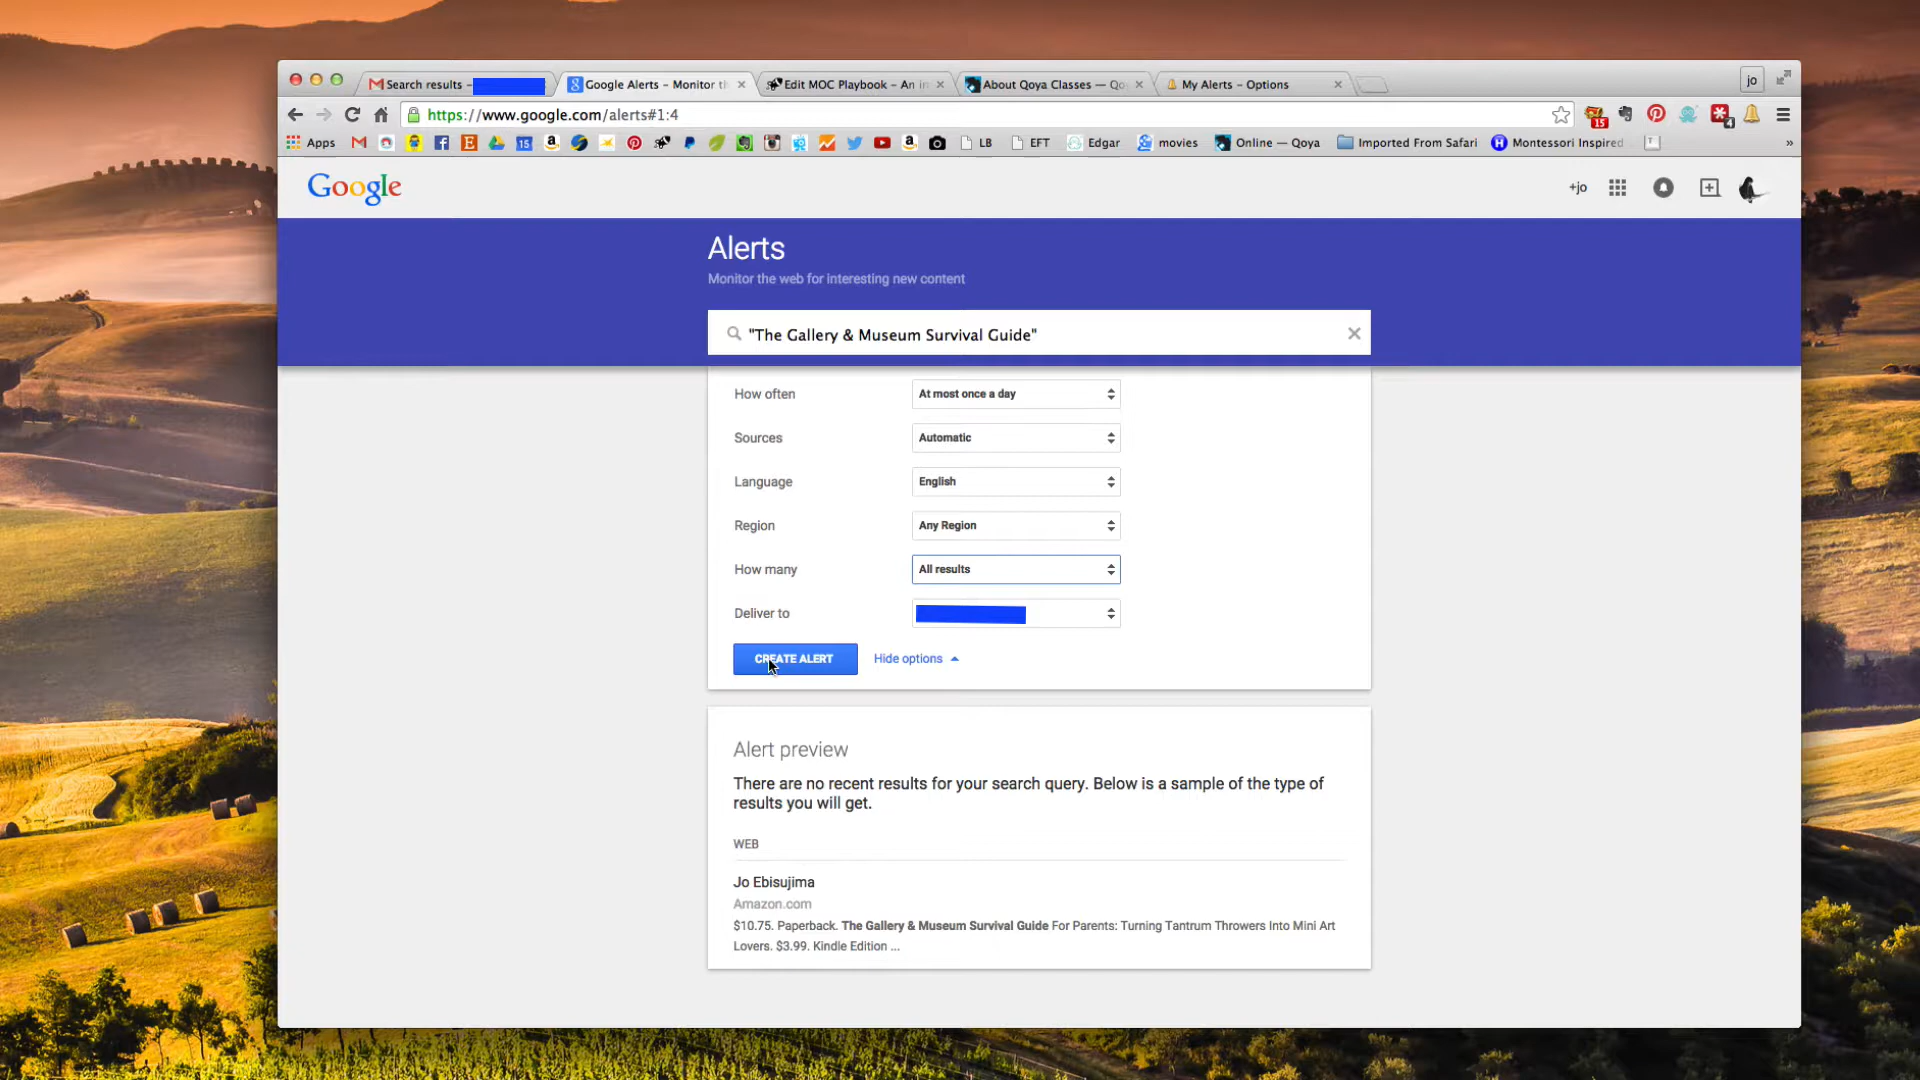 Search results -
Google Alerts - Monitor th
Edit MOC Playbook — An in
About Qoya Classes — Qo
My Alerts - Options
jo
https://www.google.com/alerts#1:4
15
4
Apps
15
LB
EFT
Edgar
movies
Online — Qoya
Imported From Safari
Montessori Inspired
»
Google
+jo
Alerts
Monitor the web for interesting new content
"The Gallery & Museum Survival Guide"
How often
At most once a day
Sources
Automatic
Language
English
Region
Any Region
How many
All results
Deliver to
CREATE ALERT
Hide options
Alert preview
There are no recent results for your search query. Below is a sample of the type of
results you will get.
WEB
Jo Ebisujima
Amazon.com
$10.75. Paperback. The Gallery & Museum Survival Guide For Parents: Turning Tantrum Throwers Into Mini Art
Lovers. $3.99. Kindle Edition ...